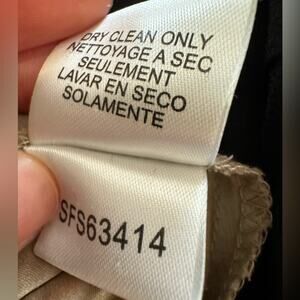 DRY CLEAN ONLY
NETTOYAGE A SEC
SEULEMENT
LAVAR EN SECO
SOLAMENTE
SFS63414